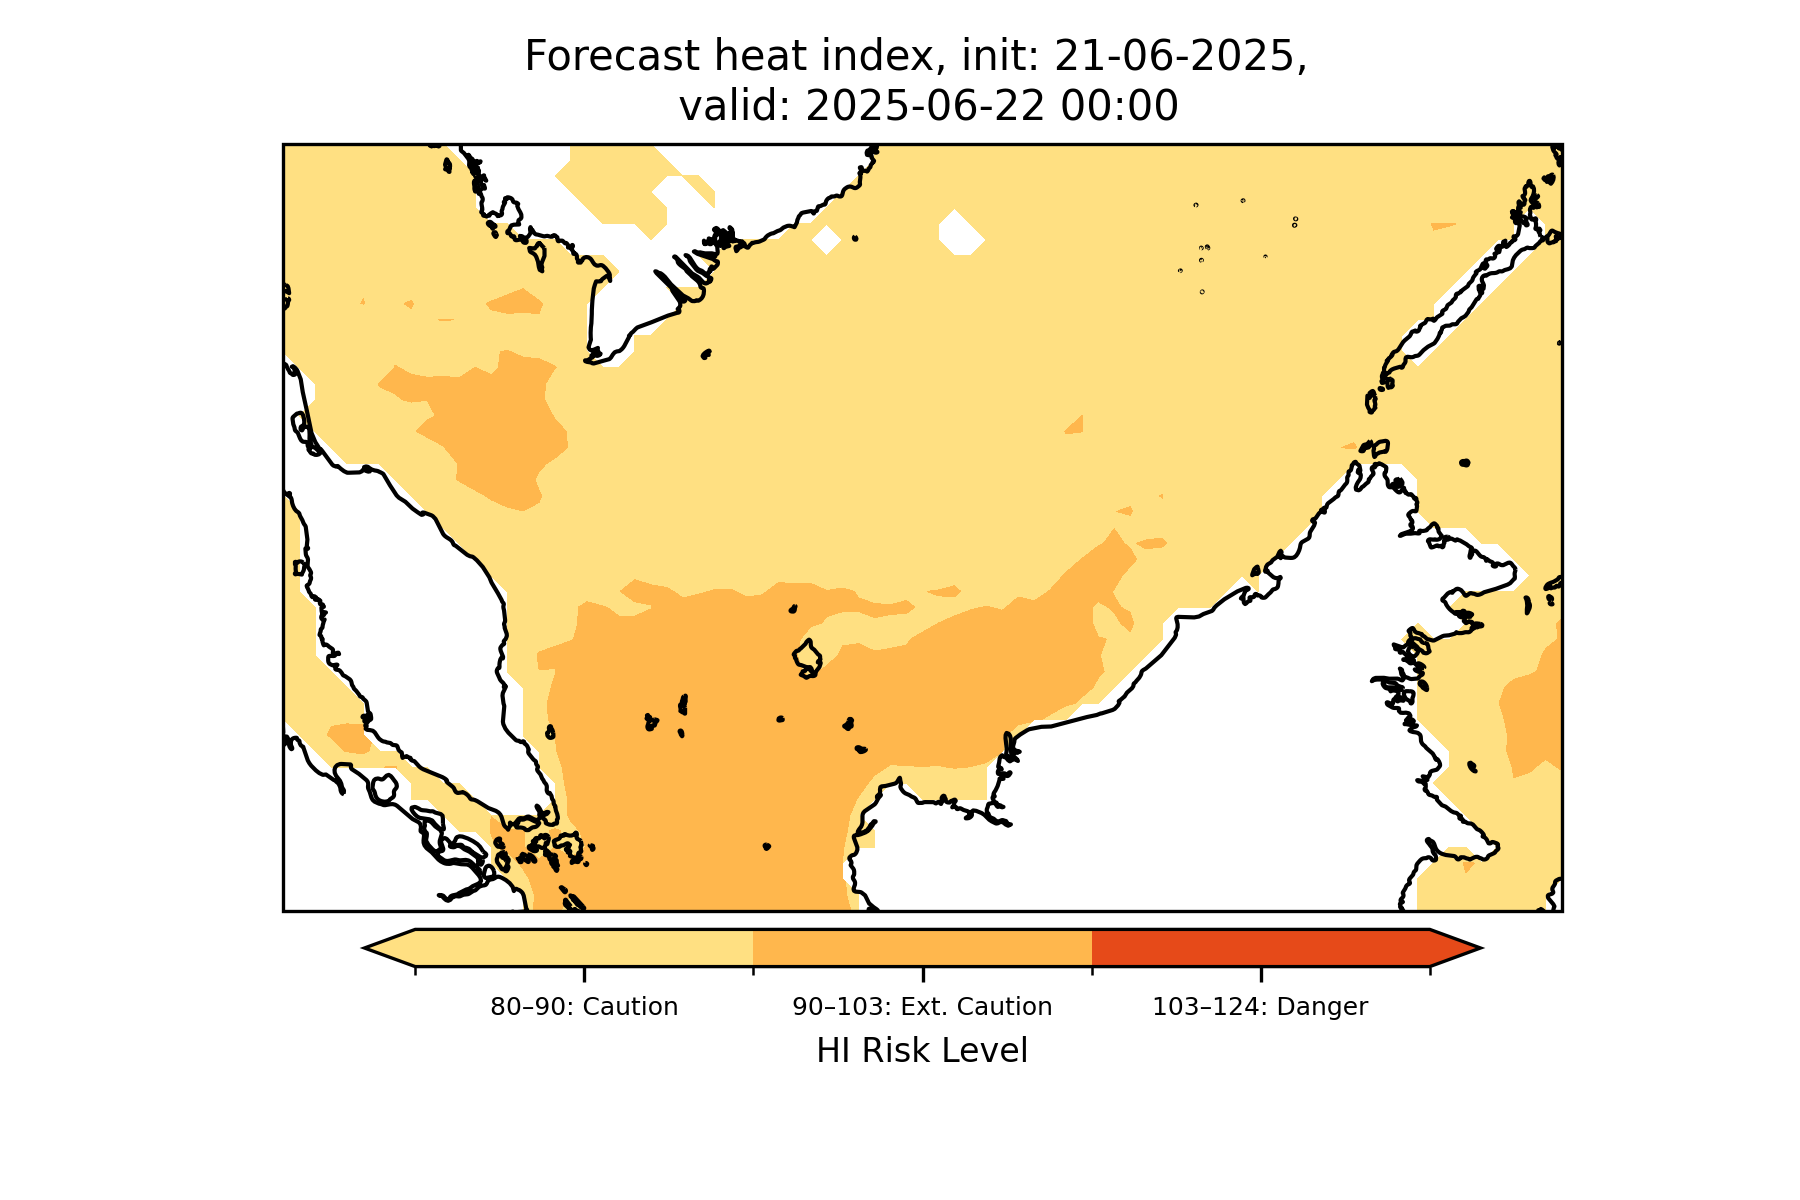 Forecast heat index, init: 21-06-2025,
valid: 2025-06-22 00:00
80–90: Caution
90–103: Ext. Caution
103–124: Danger
HI Risk Level